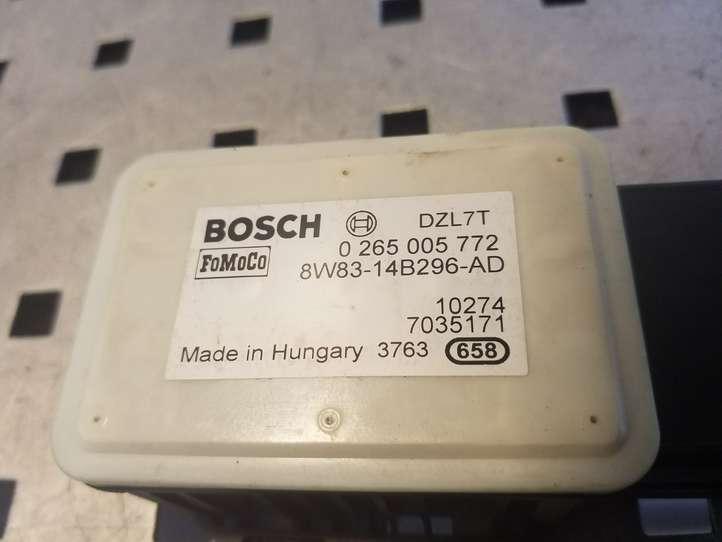 BOSCH DZL7T
0 265 005 772
FoMoCo 8W83-14B296-AD
10274
7035171
Made in Hungary 3763 658